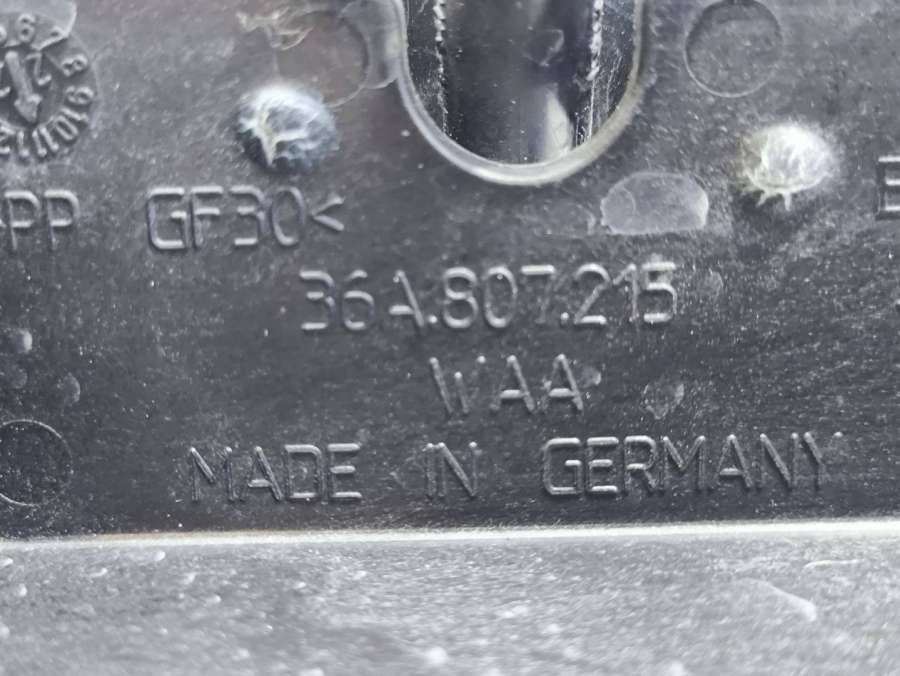 PP GF30<
36A.807.215
WAA
MADE IN GERMANY